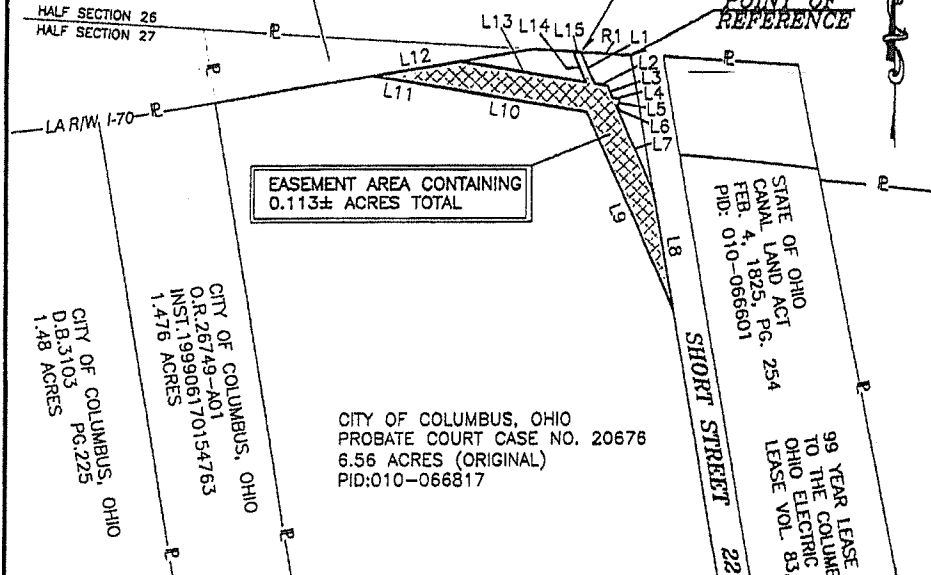 HALF SECTION 26
HALF SECTION 27
POINT OF
REFERENCE
L13
L14
L15
R1
L1
L2
L3
L4
L5
L6
L7
L12
L11
L10
L9
L8
LA R/W I-70
EASEMENT AREA CONTAINING
0.113± ACRES TOTAL
STATE OF OHIO
CANAL LAND ACT
FEB. 4, 1825, PG. 254
PID: 010-066601
SHORT STREET 22
CITY OF COLUMBUS, OHIO
D.B.3103 PG.225
1.48 ACRES
CITY OF COLUMBUS, OHIO
O.R.26749-A01
INST.199906170154763
1.476 ACRES
CITY OF COLUMBUS, OHIO
PROBATE COURT CASE NO. 20676
6.56 ACRES (ORIGINAL)
PID:010-066817
99 YEAR LEASE
TO THE COLUMB
OHIO ELECTRIC
LEASE VOL. 83,